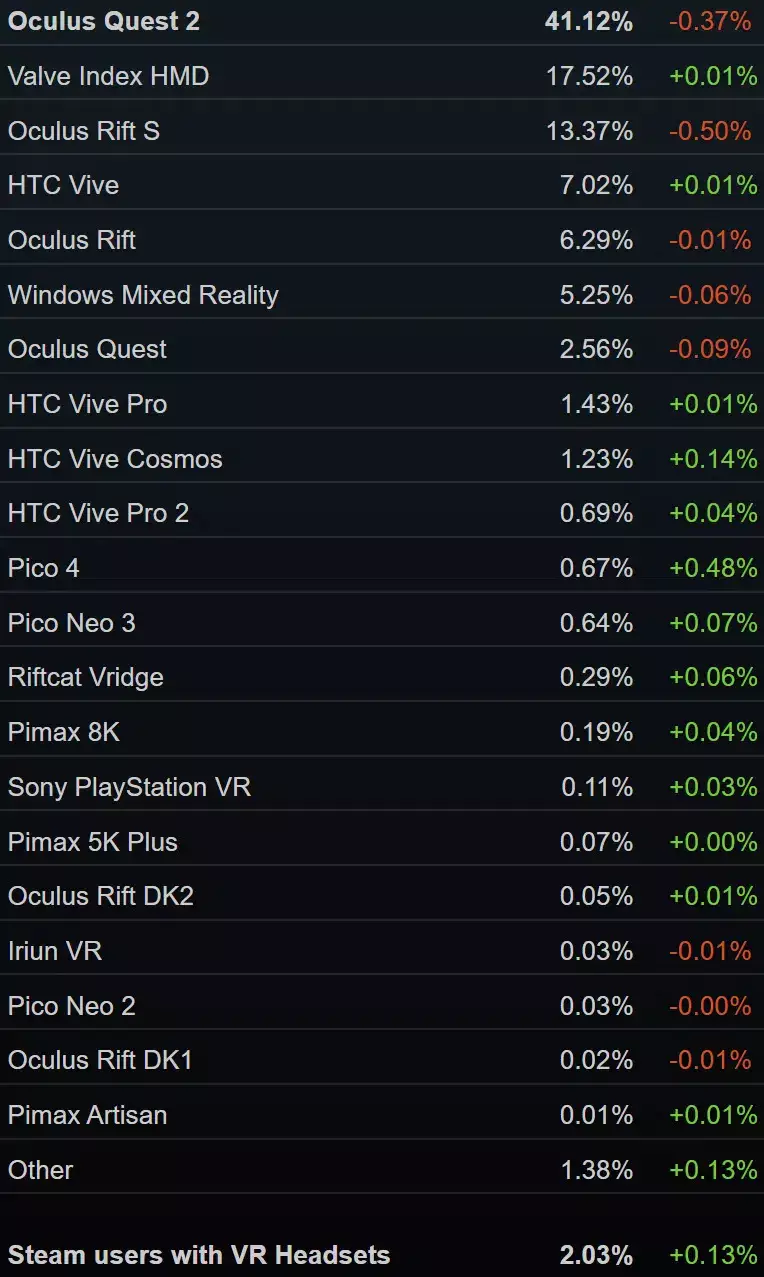 Oculus Quest 2 41.12% -0.37%
Valve Index HMD 17.52% +0.01%
Oculus Rift S 13.37% -0.50%
HTC Vive 7.02% +0.01%
Oculus Rift 6.29% -0.01%
Windows Mixed Reality 5.25% -0.06%
Oculus Quest 2.56% -0.09%
HTC Vive Pro 1.43% +0.01%
HTC Vive Cosmos 1.23% +0.14%
HTC Vive Pro 2 0.69% +0.04%
Pico 4 0.67% +0.48%
Pico Neo 3 0.64% +0.07%
Riftcat Vridge 0.29% +0.06%
Pimax 8K 0.19% +0.04%
Sony PlayStation VR 0.11% +0.03%
Pimax 5K Plus 0.07% +0.00%
Oculus Rift DK2 0.05% +0.01%
Iriun VR 0.03% -0.01%
Pico Neo 2 0.03% -0.00%
Oculus Rift DK1 0.02% -0.01%
Pimax Artisan 0.01% +0.01%
Other 1.38% +0.13%
Steam users with VR Headsets 2.03% +0.13%